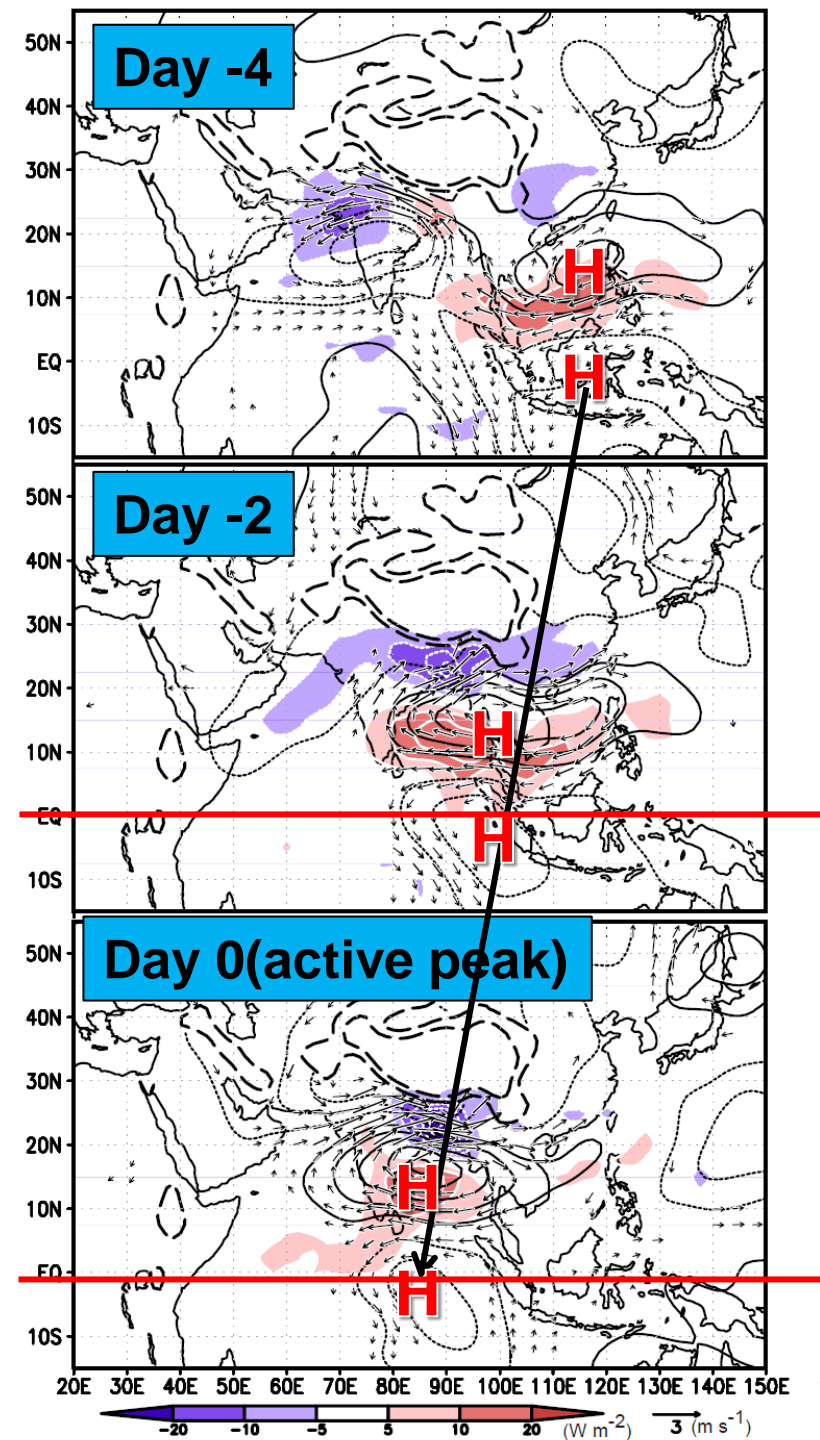 50N
Day -4
40N
30N
20N
H
10N
EQ
H
10S
50N
Day -2
40N
30N
20N
H
10N
EQ
H
10S
50N
Day 0(active peak)
40N
30N
20N
H
10N
EQ
H
10S
20E 30E 40E 50E 60E 70E 80E 90E 100E 110E 120E 130E 140E 150E
-20 -10 -5 5 10 20 (W m⁻²) 3 (m s⁻¹)